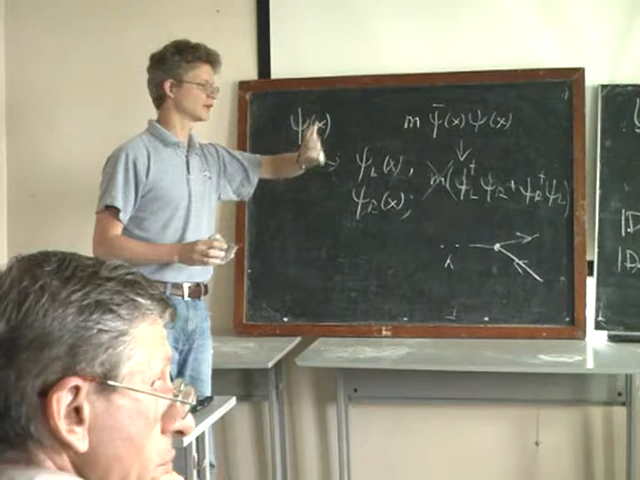 ψ(x) m ψ̄(x) ψ(x)
ψ_L(x), m(ψ_L† ψ_R + ψ_R† ψ_L)
ψ_R(x);
|D
|D